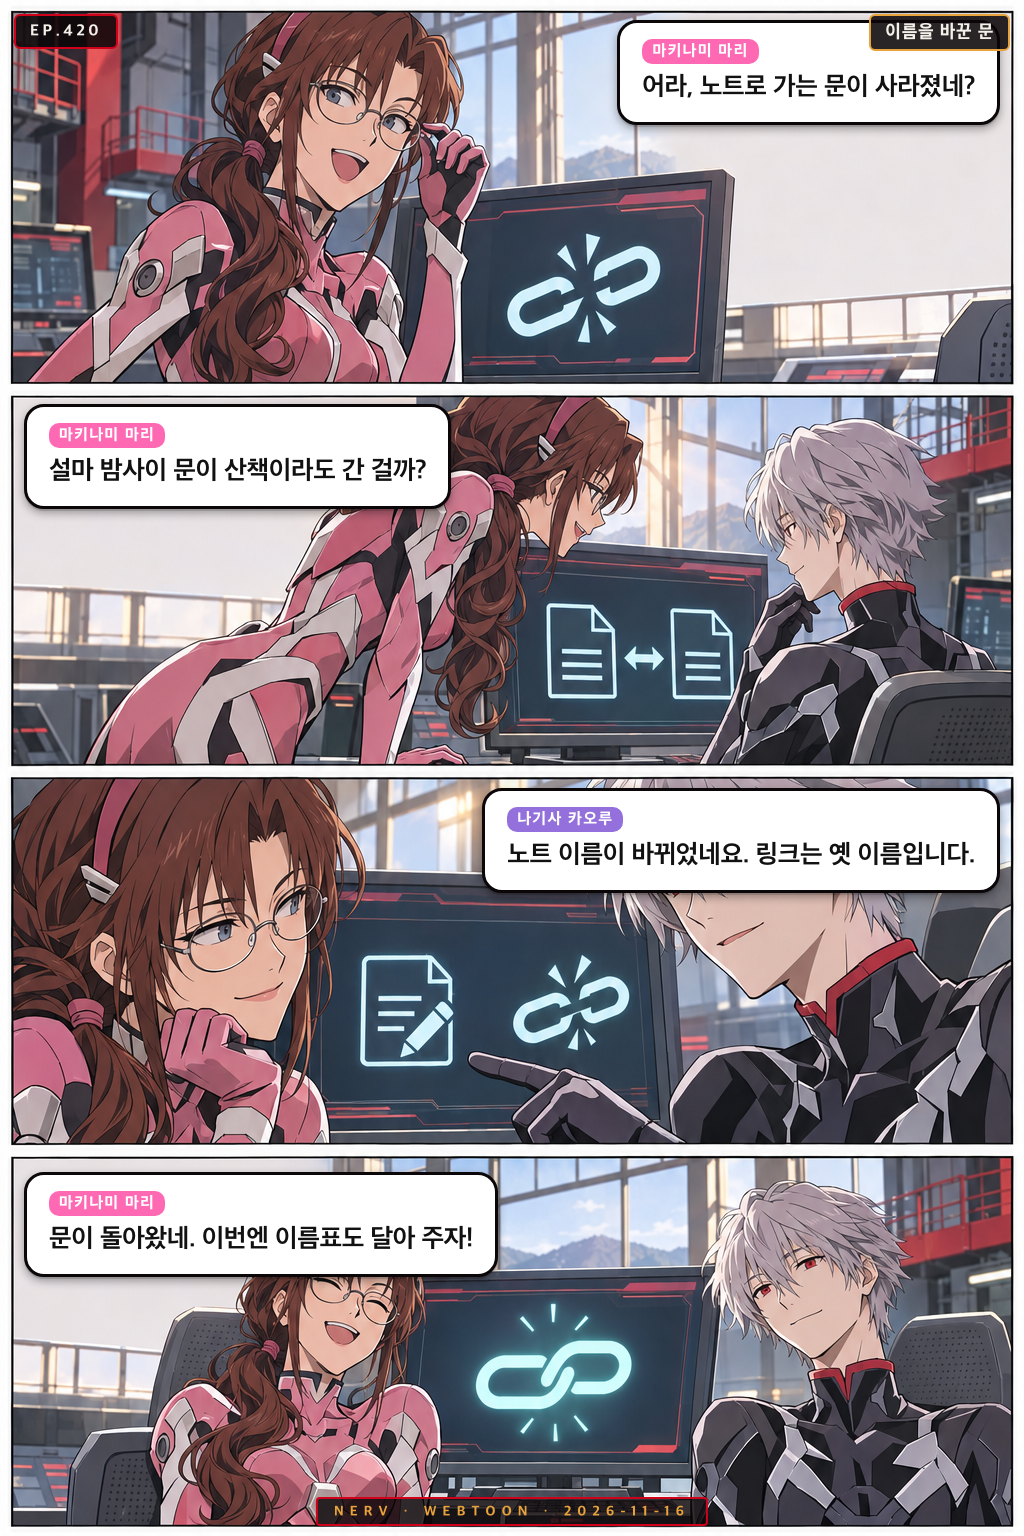 EP.420
이름을 바꾼 문
마키나미 마리
어라, 노트로 가는 문이 사라졌네?
마키나미 마리
설마 밤사이 문이 산책이라도 간 걸까?
나기사 카오루
노트 이름이 바뀌었네요. 링크는 옛 이름입니다.
마키나미 마리
문이 돌아왔네. 이번엔 이름표도 달아 주자!
NERV · WEBTOON · 2026-11-16